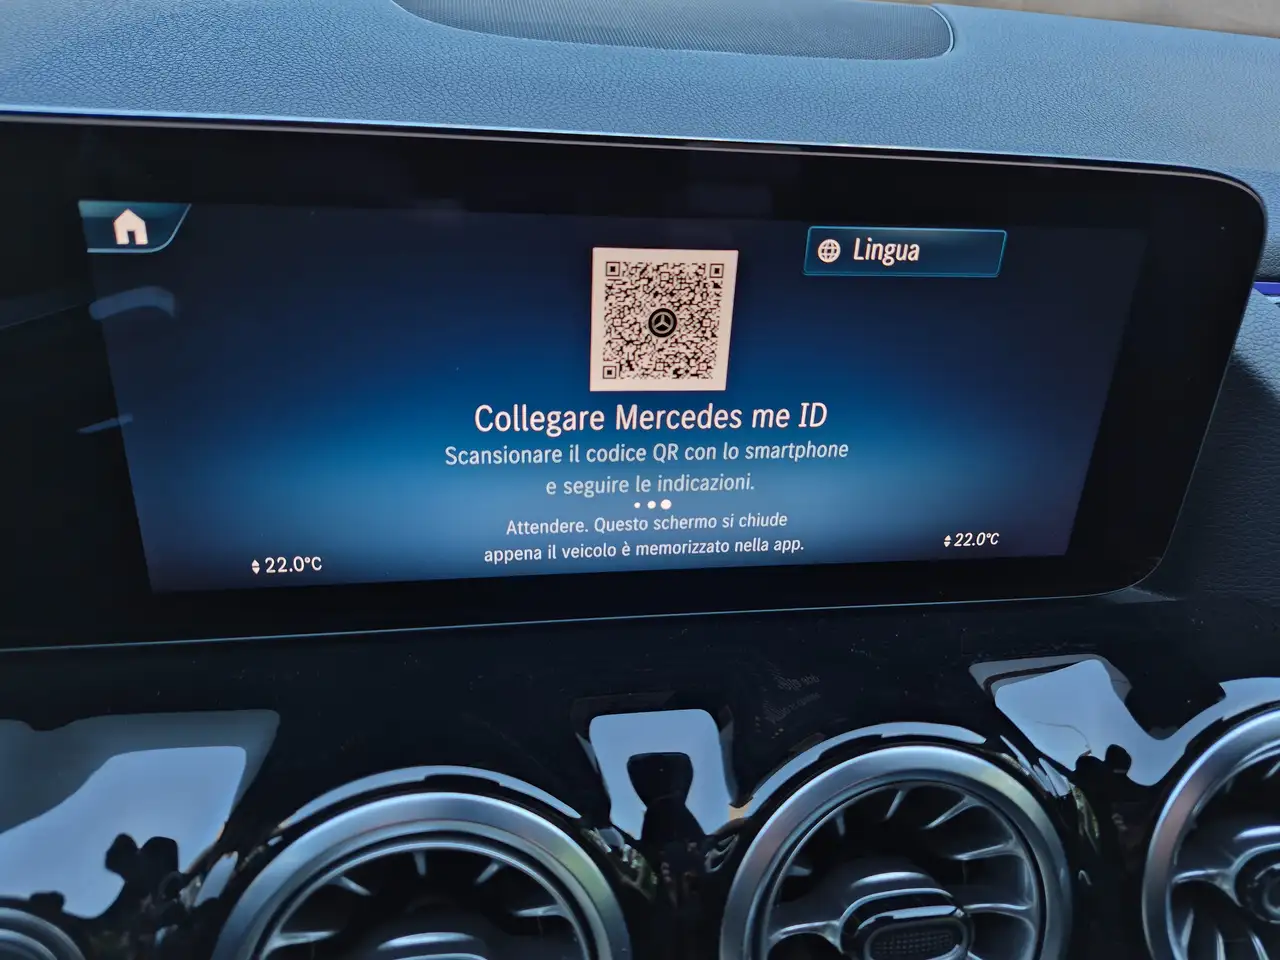 Lingua
Collegare Mercedes me ID
Scansionare il codice QR con lo smartphone
e seguire le indicazioni.
Attendere. Questo schermo si chiude
appena il veicolo è memorizzato nella app.
22.0°C
22.0°C